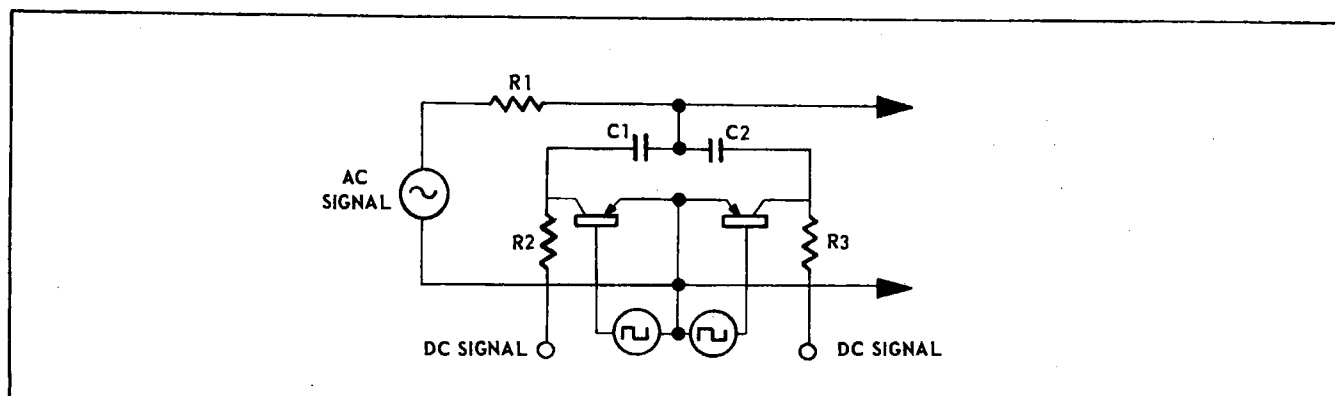 R1
C1
C2
AC
SIGNAL
R2
R3
DC SIGNAL
DC SIGNAL